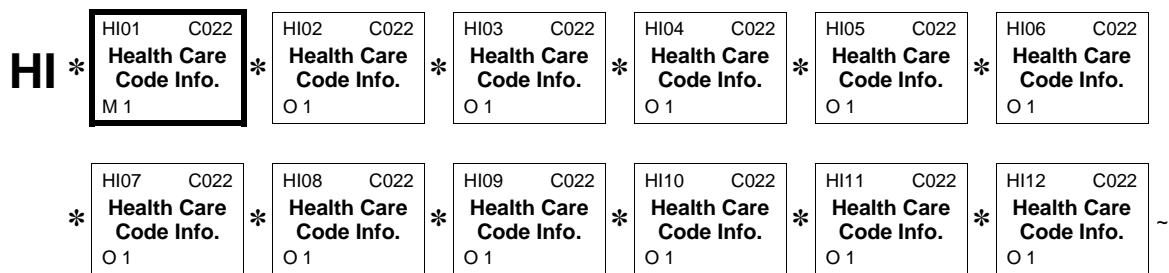 HI01 C022 HI02 C022 HI03 C022 HI04 C022 HI05 C022 HI06 C022
HI * Health Care * Health Care * Health Care * Health Care * Health Care * Health Care
Code Info. Code Info. Code Info. Code Info. Code Info. Code Info.
M 1 O 1 O 1 O 1 O 1 O 1
HI07 C022 HI08 C022 HI09 C022 HI10 C022 HI11 C022 HI12 C022
* Health Care * Health Care * Health Care * Health Care * Health Care * Health Care ~
Code Info. Code Info. Code Info. Code Info. Code Info. Code Info.
O 1 O 1 O 1 O 1 O 1 O 1